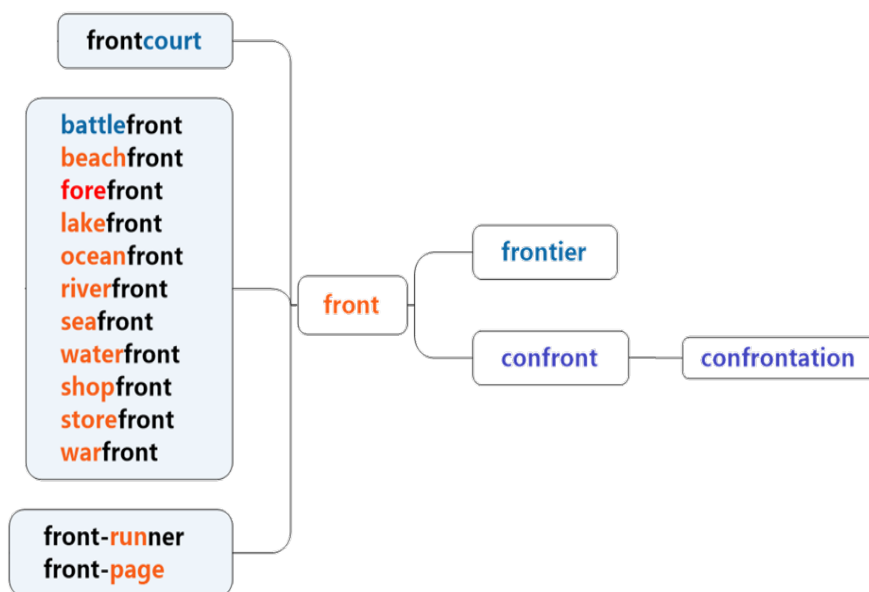 frontcourt
battlefront
beachfront
forefront
lakefront
oceanfront
riverfront
seafront
waterfront
shopfront
storefront
warfront
front-runner
front-page
front
frontier
confront
confrontation